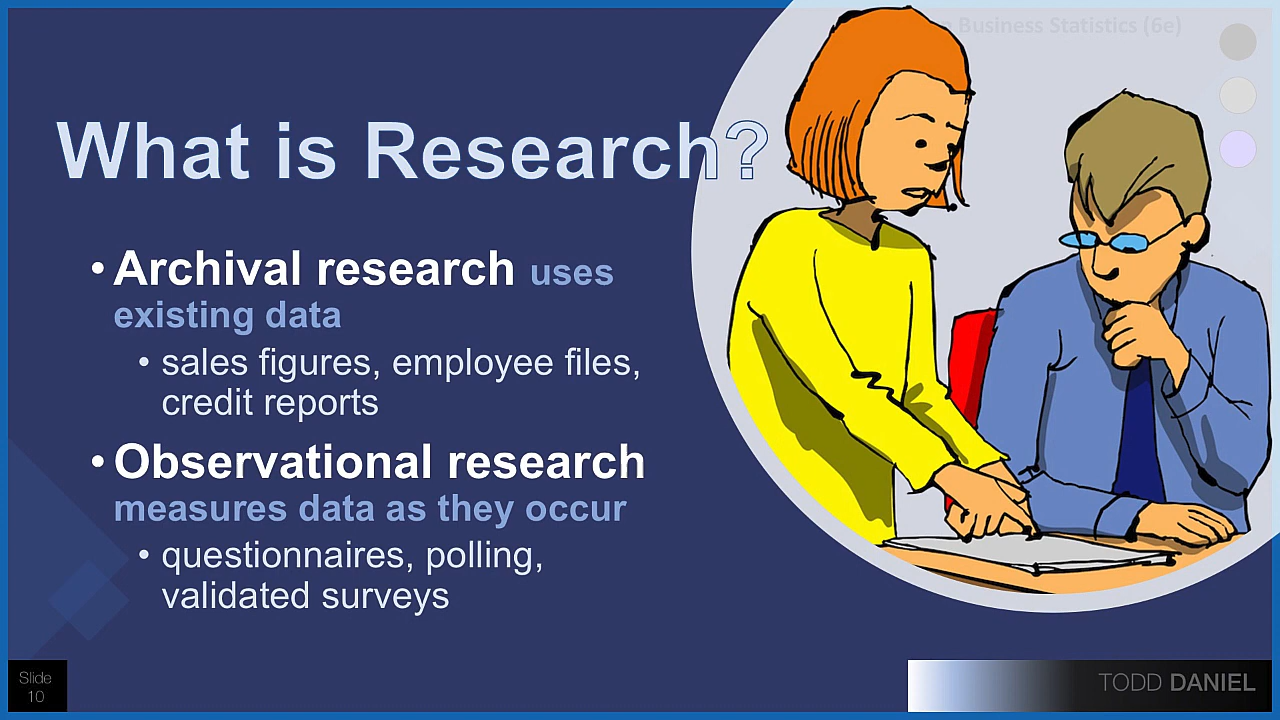 Business Statistics (6e)
What is Research?
• Archival research uses
existing data
• sales figures, employee files,
credit reports
• Observational research
measures data as they occur
• questionnaires, polling,
validated surveys
Slide
10
TODD DANIEL